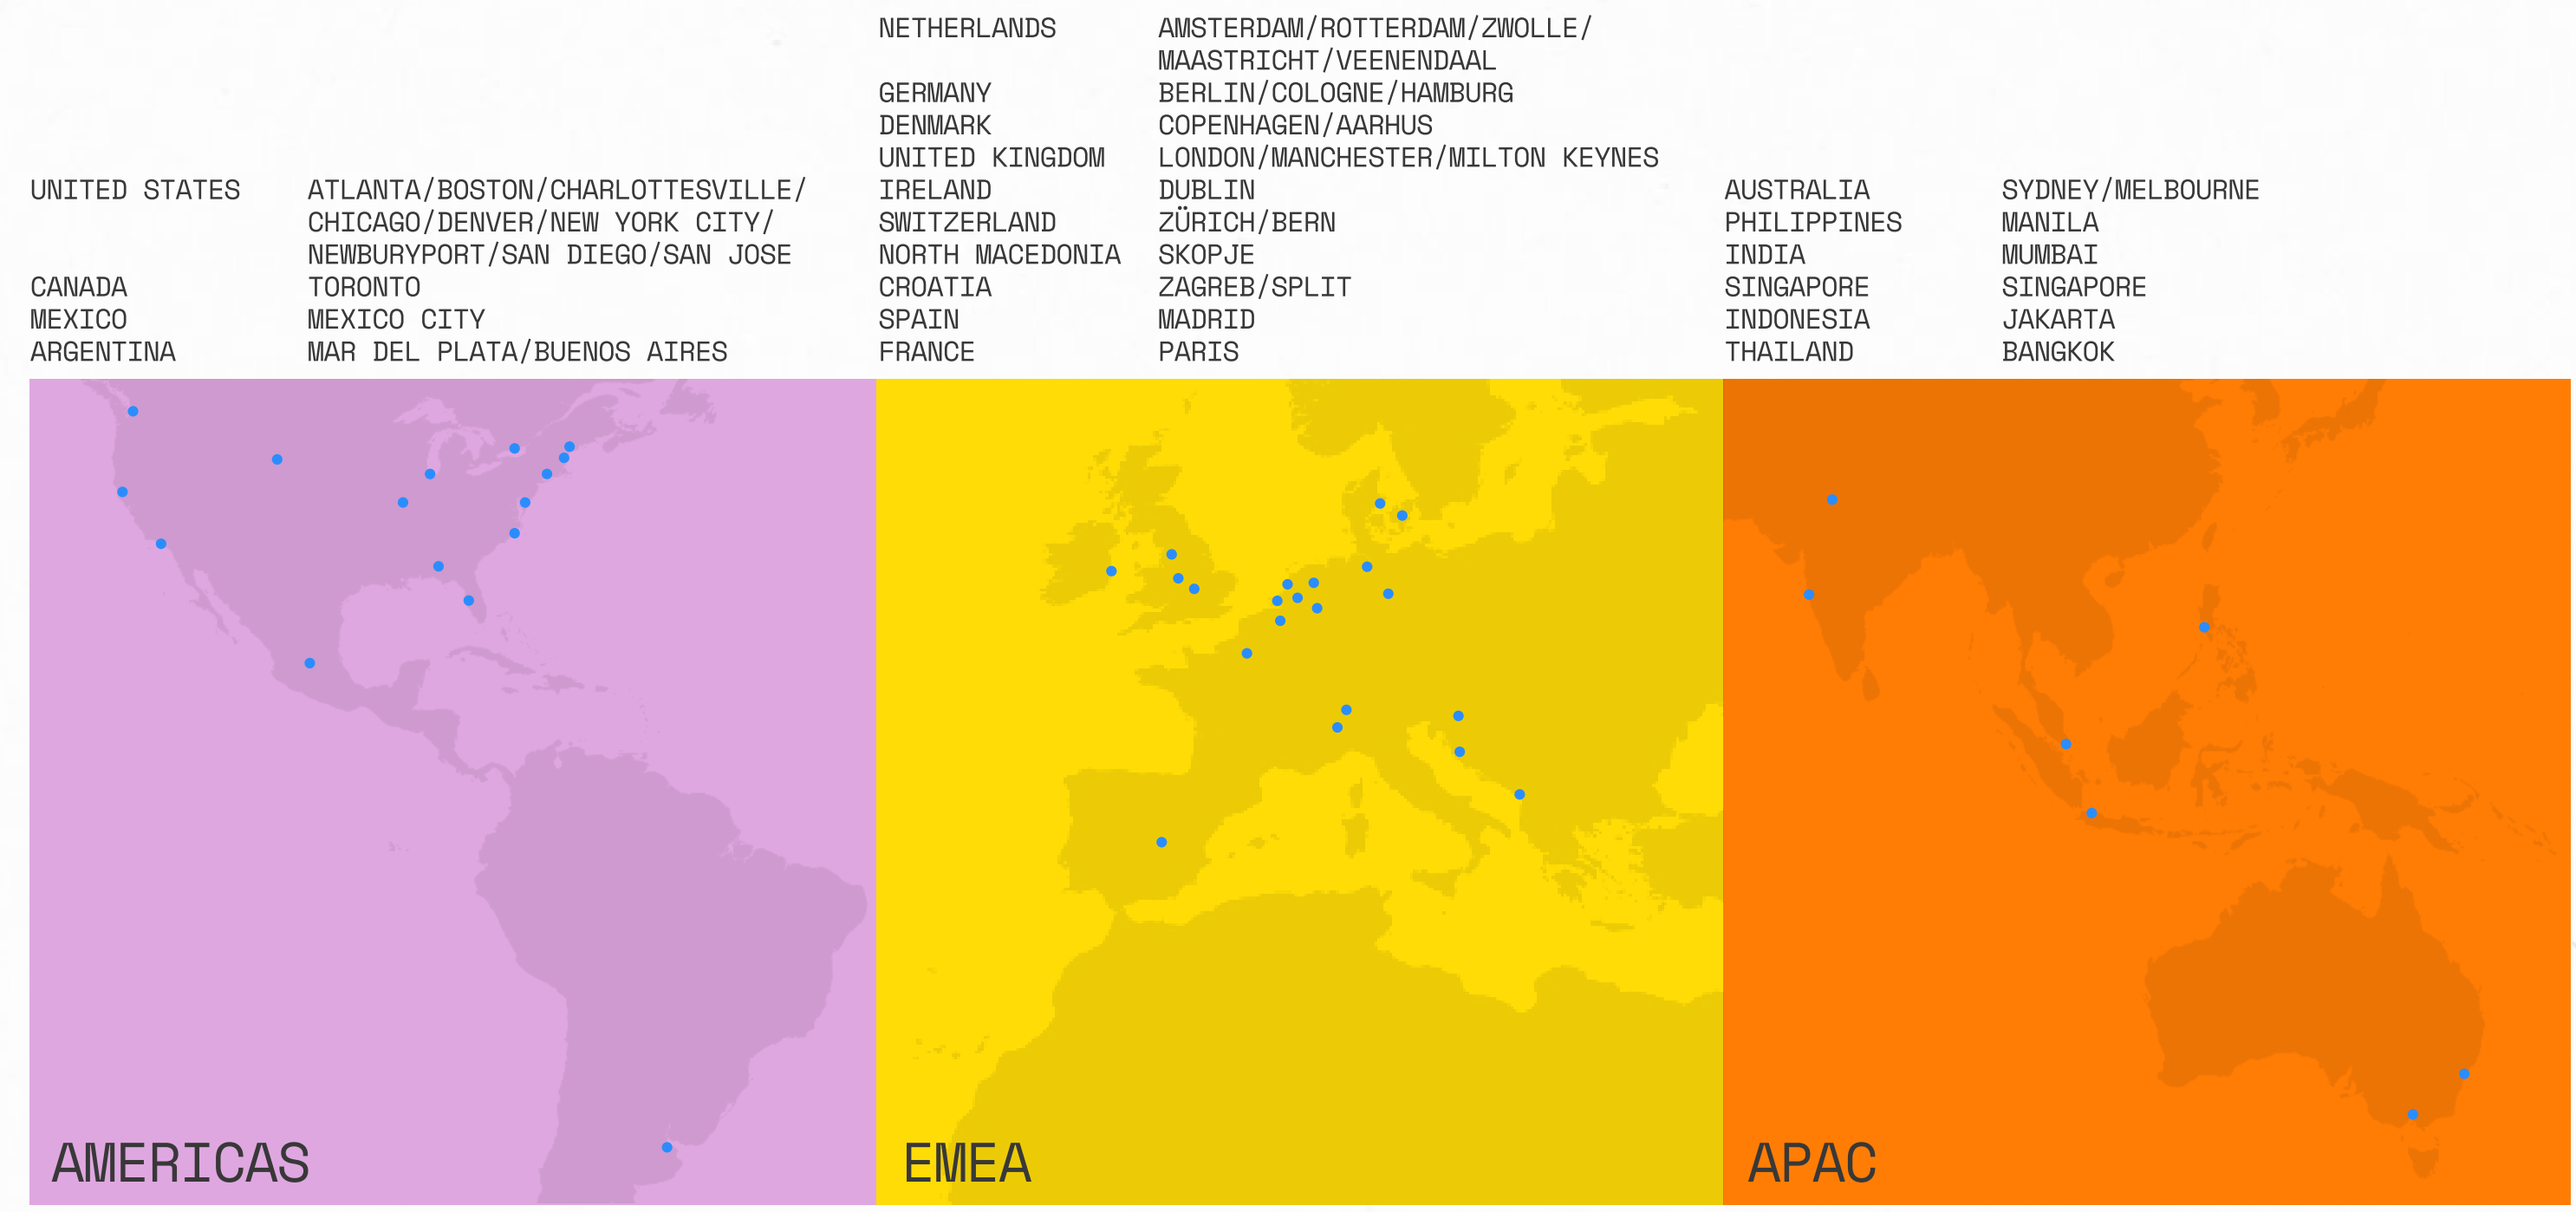 UNITED STATES ATLANTA/BOSTON/CHARLOTTESVILLE/
CHICAGO/DENVER/NEW YORK CITY/
NEWBURYPORT/SAN DIEGO/SAN JOSE
CANADA TORONTO
MEXICO MEXICO CITY
ARGENTINA MAR DEL PLATA/BUENOS AIRES
AMERICAS
NETHERLANDS AMSTERDAM/ROTTERDAM/ZWOLLE/
MAASTRICHT/VEENENDAAL
GERMANY BERLIN/COLOGNE/HAMBURG
DENMARK COPENHAGEN/AARHUS
UNITED KINGDOM LONDON/MANCHESTER/MILTON KEYNES
IRELAND DUBLIN
SWITZERLAND ZÜRICH/BERN
NORTH MACEDONIA SKOPJE
CROATIA ZAGREB/SPLIT
SPAIN MADRID
FRANCE PARIS
EMEA
AUSTRALIA SYDNEY/MELBOURNE
PHILIPPINES MANILA
INDIA MUMBAI
SINGAPORE SINGAPORE
INDONESIA JAKARTA
THAILAND BANGKOK
APAC